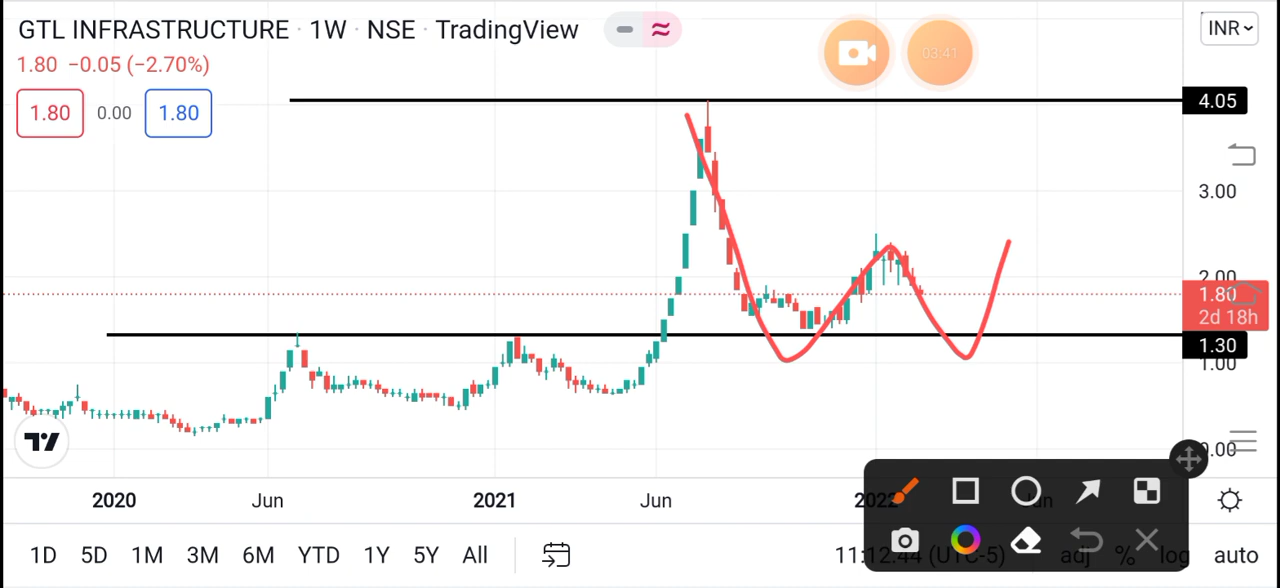 GTL INFRASTRUCTURE · 1W · NSE · TradingView
INR
1.80 −0.05 (−2.70%)
03:41
1.80 0.00 1.80
4.05
3.00
2.00
1.80
2d 18h
1.30
1.00
0.00
2020 Jun 2021 Jun 2022 Jun
1D 5D 1M 3M 6M YTD 1Y 5Y All
11:12:44 (UTC-5) adj % log auto